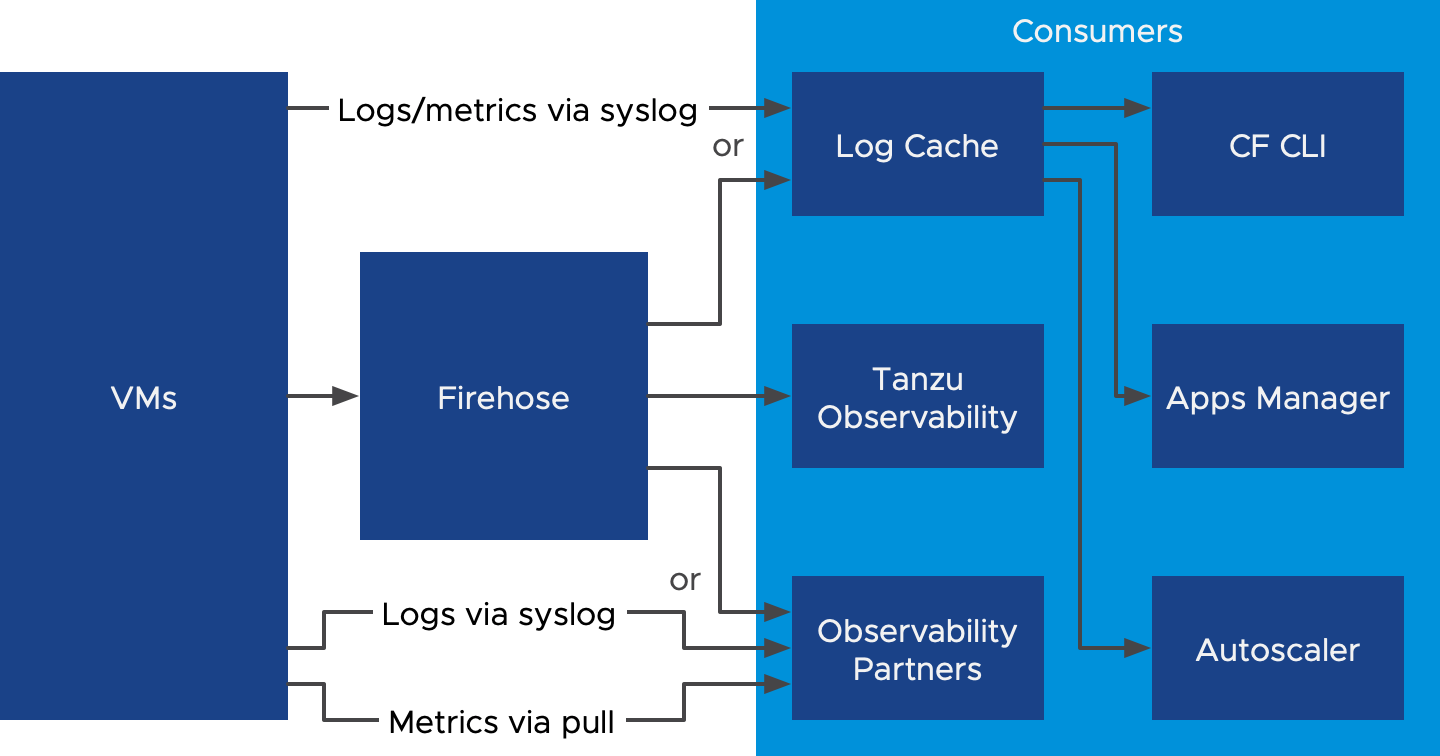 Consumers
Logs/metrics via syslog
or
Log Cache
CF CLI
VMs
Firehose
Tanzu
Observability
Apps Manager
or
Logs via syslog
Metrics via pull
Observability
Partners
Autoscaler